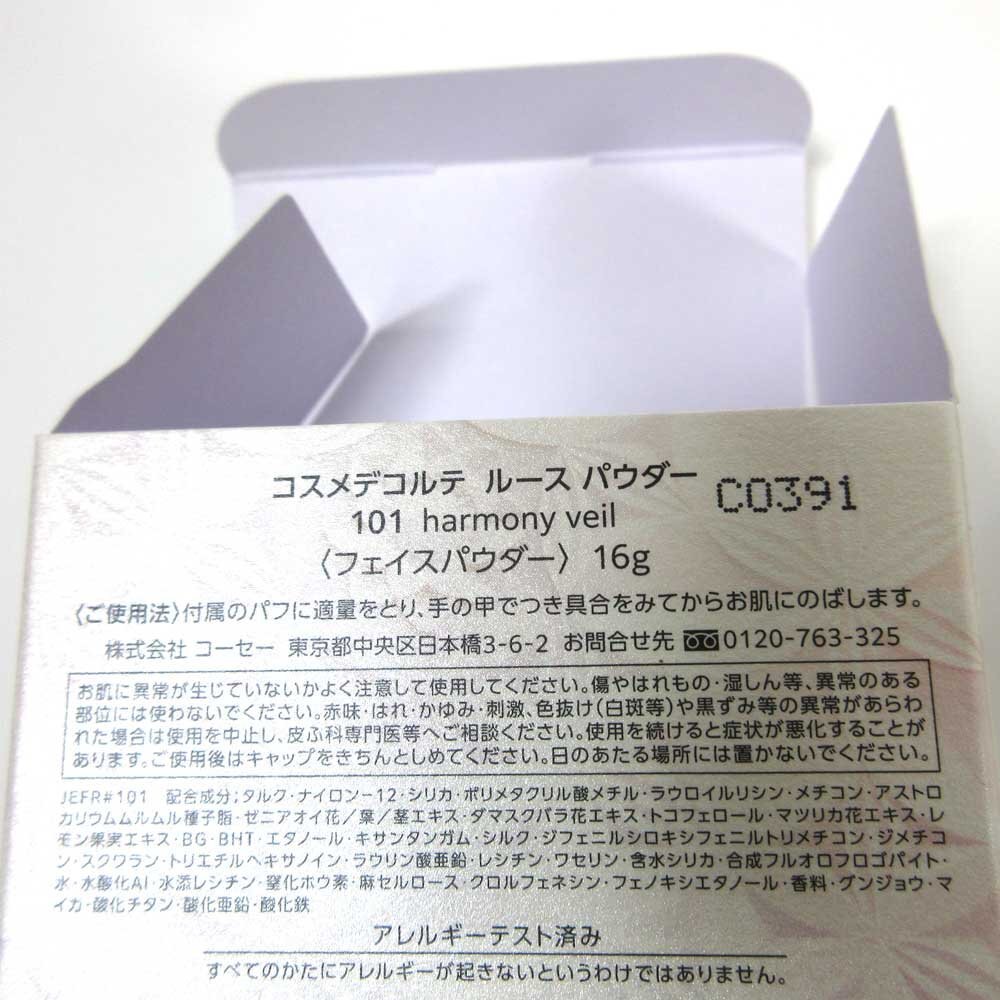 コスメデコルテ ルース パウダー
CO391
101 harmony veil
〈フェイスパウダー〉 16g
〈ご使用法〉付属のパフに適量をとり、手の甲でつき具合をみてからお肌にのばします。
株式会社 コーセー 東京都中央区日本橋3-6-2 お問合せ先 0120-763-325
お肌に異常が生じていないかよく注意して使用してください。傷やはれもの・湿しん等、異常のある
部位には使わないでください。赤味・はれ・かゆみ・刺激、色抜け(白斑等)や黒ずみ等の異常があらわ
れた場合は使用を中止し、皮ふ科専門医等へご相談ください。使用を続けると症状が悪化することが
あります。ご使用後はキャップをきちんとしめてください。日のあたる場所には置かないでください。
JEFR#101 配合成分;タルク・ナイロン-12・シリカ・ポリメタクリル酸メチル・ラウロイルリシン・メチコン・アストロ
カリウムムルムル種子脂・ゼニアオイ花/葉/茎エキス・ダマスクバラ花エキス・トコフェロール・マツリカ花エキス・レ
モン果実エキス・BG・BHT・エタノール・キサンタンガム・シルク・ジフェニルシロキシフェニルトリメチコン・ジメチコ
ン・スクワラン・トリエチルヘキサノイン・ラウリン酸亜鉛・レシチン・ワセリン・含水シリカ・合成フルオロフロゴパイト・
水・水酸化Al・水添レシチン・窒化ホウ素・麻セルロース・クロルフェネシン・フェノキシエタノール・香料・グンジョウ・マ
イカ・酸化チタン・酸化亜鉛・酸化鉄
アレルギーテスト済み
すべてのかたにアレルギーが起きないというわけではありません。